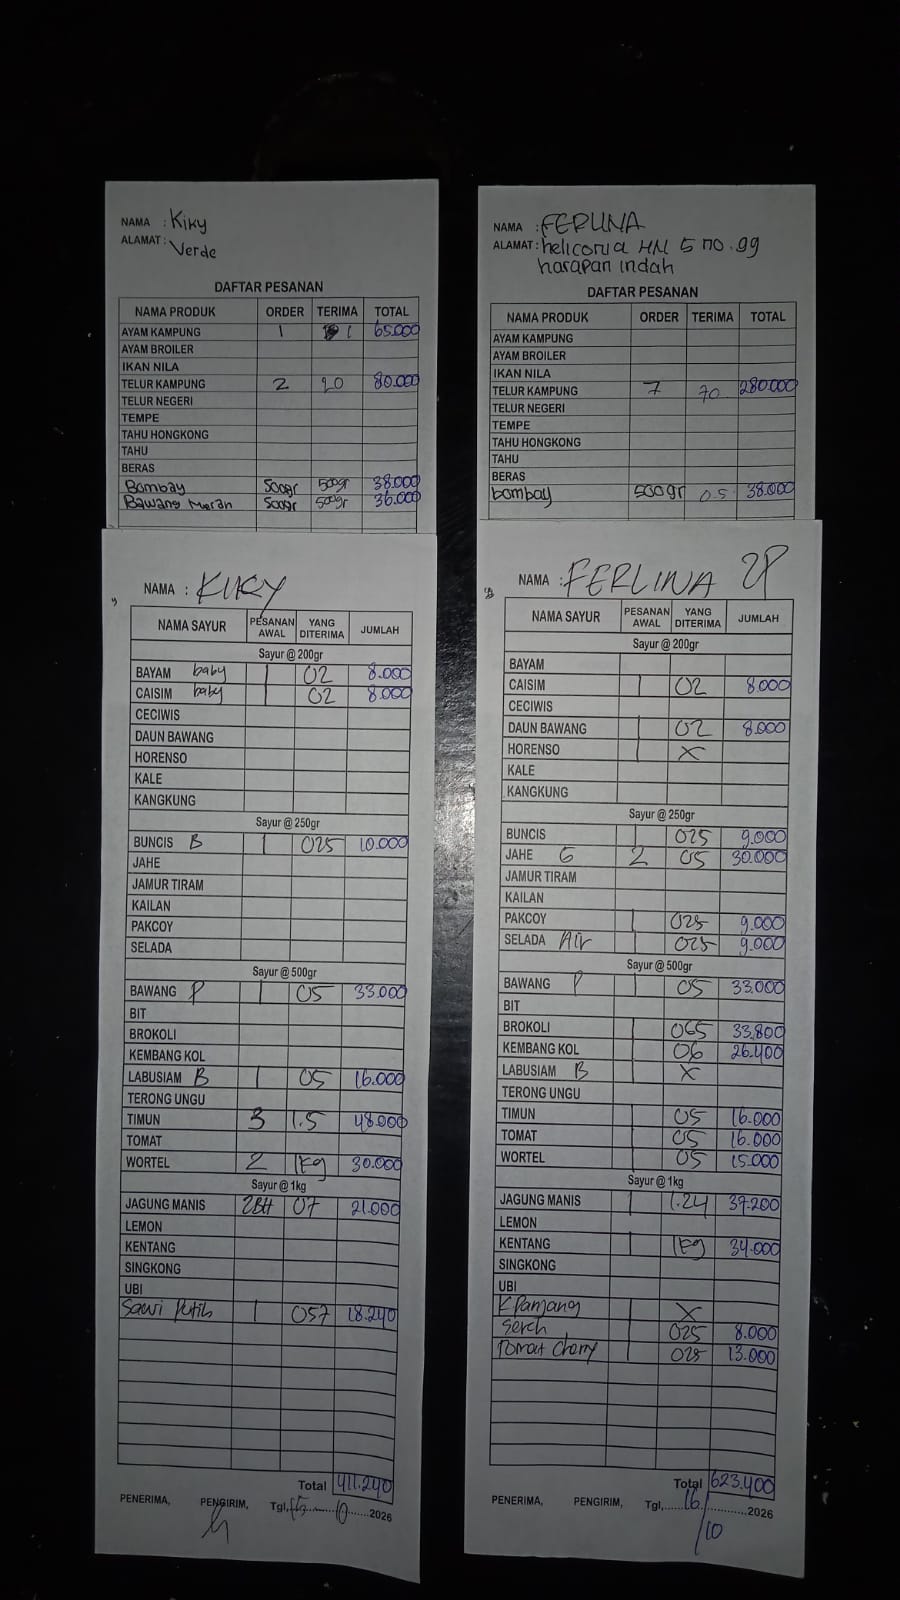 NAMA : Kiky
ALAMAT : Verde
DAFTAR PESANAN
NAMA PRODUK ORDER TERIMA TOTAL
AYAM KAMPUNG 1 1 65.000
AYAM BROILER
IKAN NILA
TELUR KAMPUNG 2 20 80.000
TELUR NEGERI
TEMPE
TAHU HONGKONG
TAHU
BERAS
Bombay 500gr 500gr 38.000
Bawang Merah 500gr 500gr 36.000
NAMA : KIKY
NAMA SAYUR PESANAN AWAL YANG DITERIMA JUMLAH
Sayur @ 200gr
BAYAM baby 1 02 8.000
CAISIM baby 1 02 8.000
CECIWIS
DAUN BAWANG
HORENSO
KALE
KANGKUNG
Sayur @ 250gr
BUNCIS B 1 025 10.000
JAHE
JAMUR TIRAM
KAILAN
PAKCOY
SELADA
Sayur @ 500gr
BAWANG P 1 05 33.000
BIT
BROKOLI
KEMBANG KOL
LABUSIAM B 1 05 16.000
TERONG UNGU
TIMUN 3 1.5 48.000
TOMAT
WORTEL 2 1Kg 30.000
Sayur @ 1kg
JAGUNG MANIS 2BH 07 21.000
LEMON
KENTANG
SINGKONG
UBI
Sawi Putih 1 057 18.240
Total 411.240
PENERIMA, PENGIRIM, Tgl, 15 10 2026
NAMA : FERLINA
ALAMAT : heliconia HM 5 no. 99
harapan indah
DAFTAR PESANAN
NAMA PRODUK ORDER TERIMA TOTAL
AYAM KAMPUNG
AYAM BROILER
IKAN NILA
TELUR KAMPUNG 7 70 280.000
TELUR NEGERI
TEMPE
TAHU HONGKONG
TAHU
BERAS
bombay 500gr 0.5 38.000
NAMA : FERLINA 2P
NAMA SAYUR PESANAN AWAL YANG DITERIMA JUMLAH
Sayur @ 200gr
BAYAM
CAISIM 1 02 8.000
CECIWIS
DAUN BAWANG 1 02 8.000
HORENSO 1 X
KALE
KANGKUNG
Sayur @ 250gr
BUNCIS 1 025 9.000
JAHE G 2 05 30.000
JAMUR TIRAM
KAILAN
PAKCOY 1 025 9.000
SELADA Air 1 025 9.000
Sayur @ 500gr
BAWANG P 1 05 33.000
BIT
BROKOLI 1 065 33.800
KEMBANG KOL 1 06 26.400
LABUSIAM B 1 X
TERONG UNGU
TIMUN 1 05 16.000
TOMAT 1 05 16.000
WORTEL 1 05 15.000
Sayur @ 1kg
JAGUNG MANIS 1 1.24 37.200
LEMON
KENTANG 1 1Kg 34.000
SINGKONG
UBI
K Panjang 1 X
Sereh 1 025 8.000
Tomat Cherry 1 025 13.000
Total 623.400
PENERIMA, PENGIRIM, Tgl, 16/10 2026